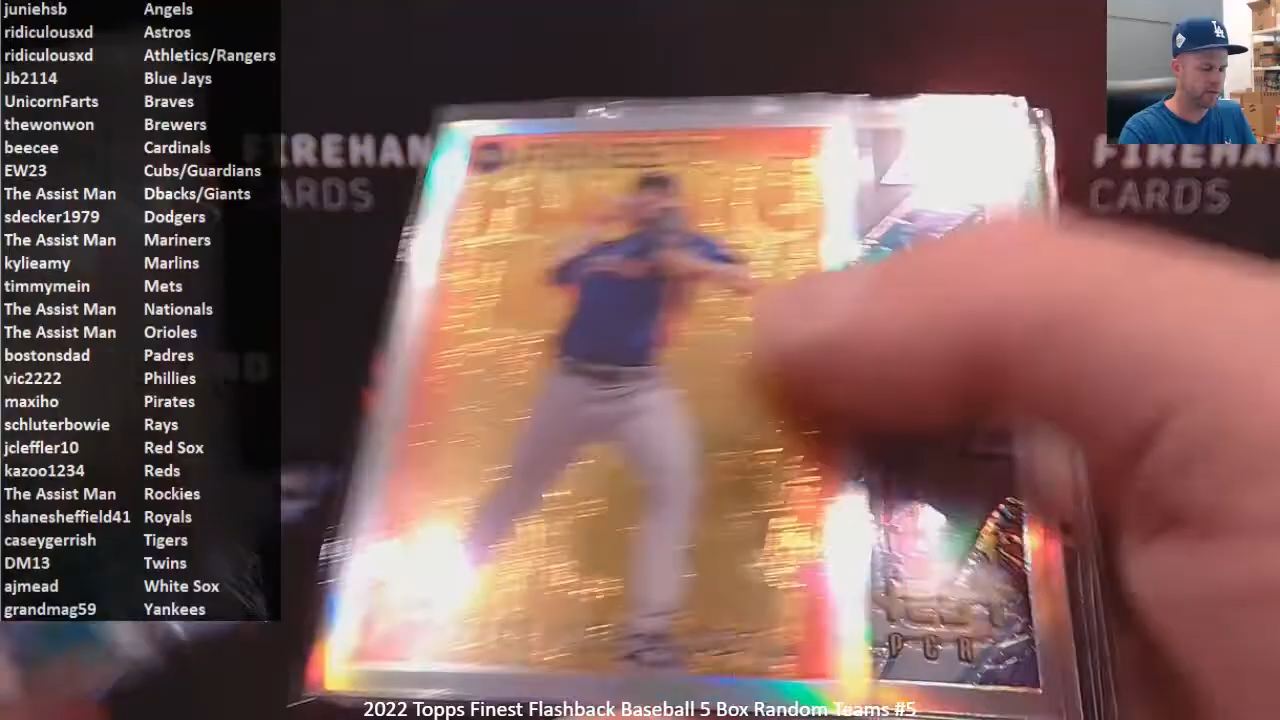 juniehsb Angels
ridiculousxd Astros
ridiculousxd Athletics/Rangers
Jb2114 Blue Jays
UnicornFarts Braves
thewonwon Brewers
beecee Cardinals
EW23 Cubs/Guardians
The Assist Man Dbacks/Giants
sdecker1979 Dodgers
The Assist Man Mariners
kylieamy Marlins
timmymein Mets
The Assist Man Nationals
The Assist Man Orioles
bostonsdad Padres
vic2222 Phillies
maxiho Pirates
schluterbowie Rays
jcleffler10 Red Sox
kazoo1234 Reds
The Assist Man Rockies
shanesheffield41 Royals
caseygerrish Tigers
DM13 Twins
ajmead White Sox
grandmag59 Yankees
FIREHAN
CARDS
FIREHA
CARDS
LA
2022 Topps Finest Flashback Baseball 5 Box Random Teams #5